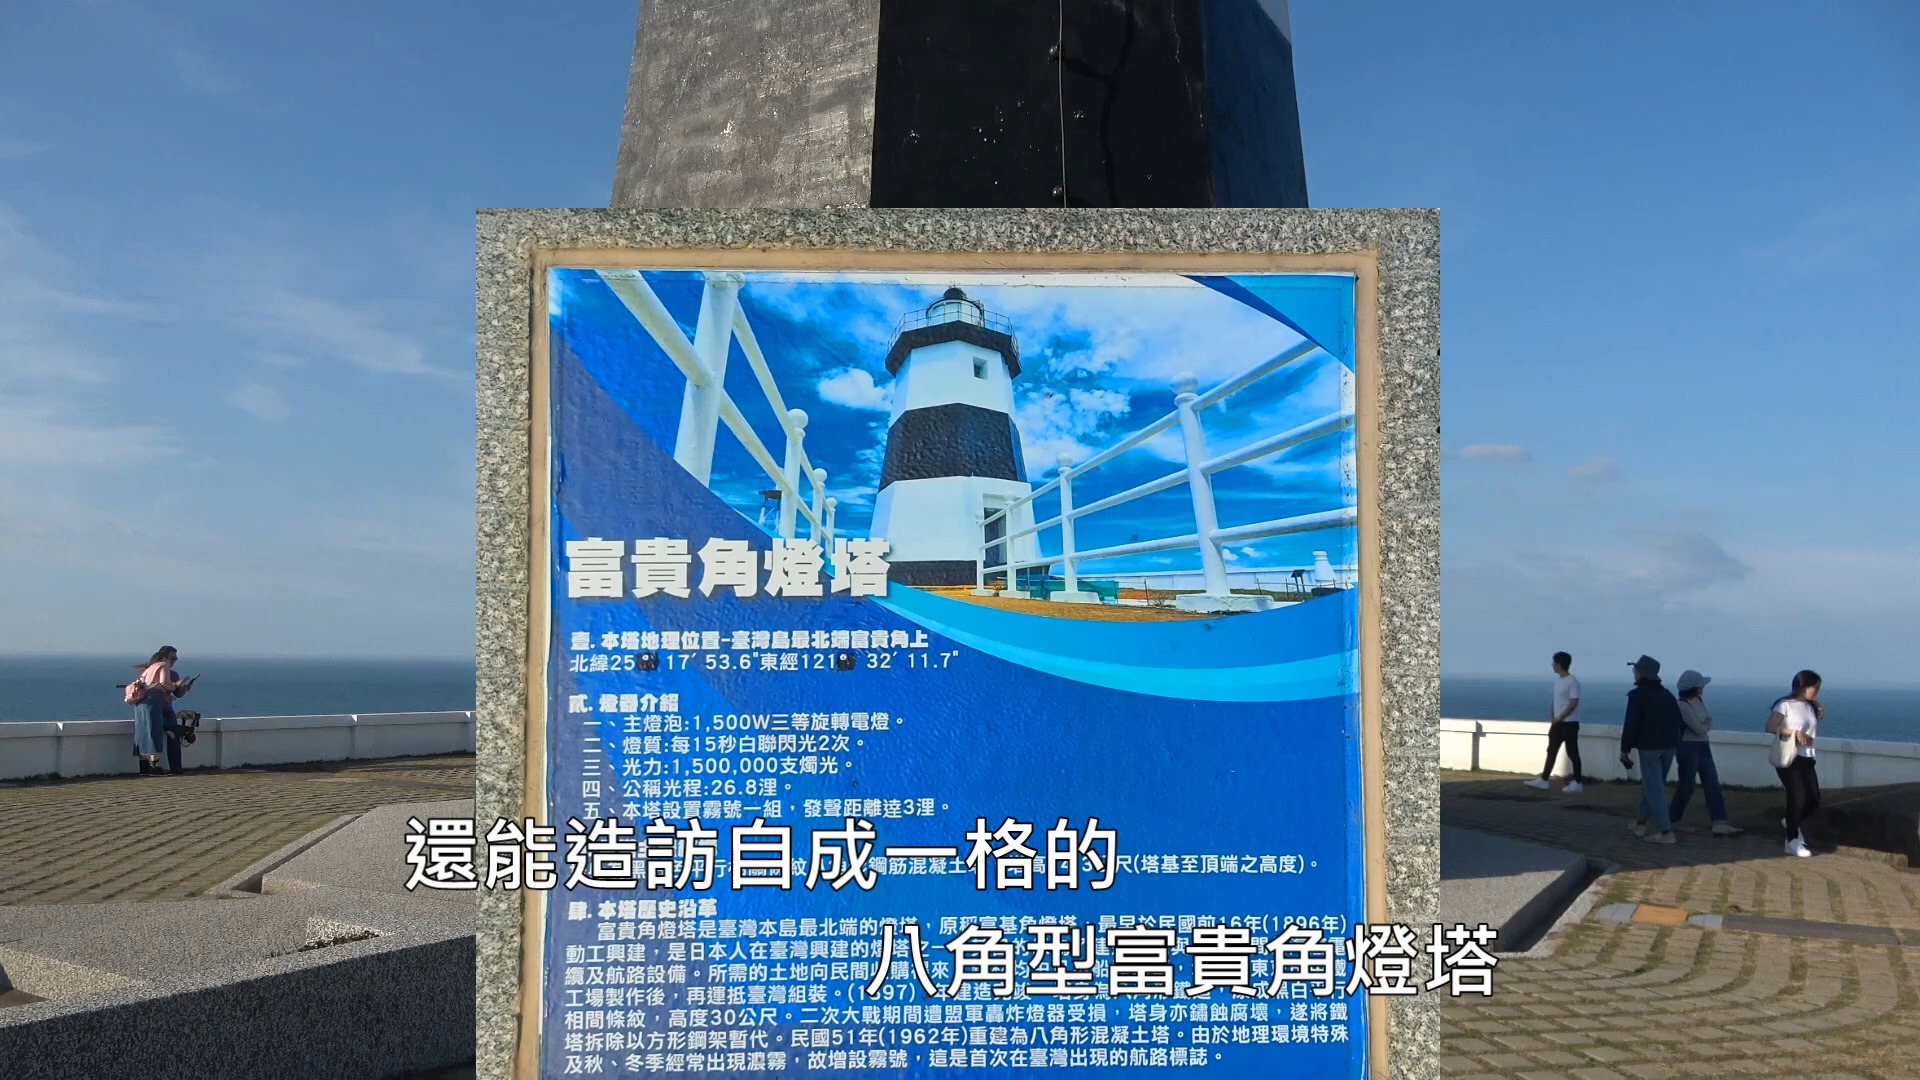 富貴角燈塔
壹. 本塔地理位置-臺灣島最北端富貴角上
北緯25 17′ 53.6"東經121 32′ 11.7"
貳. 燈器介紹
一、主燈泡:1,500W三等旋轉電燈。
二、燈質:每15秒白聯閃光2次。
三、光力:1,500,000支燭光。
四、公稱光程:26.8浬。
五、本塔設置霧號一組，發聲距離達3浬。
還能造訪自成一格的
鋼筋混凝土 尺(塔基至頂端之高度)。
肆. 本塔歷史沿革
富貴角燈塔是臺灣本島最北端的燈塔，原稱富基角燈塔，最早於民國前16年(1896年)
動工興建，是日本人在臺灣興建的燈塔之一
八角型富貴角燈塔
纜及航路設備。所需的土地向民間收購 來
工場製作後，再運抵臺灣組裝。(1897)
相間條紋，高度30公尺。二次大戰期間遭盟軍轟炸燈器受損，塔身亦鏽蝕腐壞，遂將鐵
塔拆除以方形鋼架暫代。民國51年(1962年)重建為八角形混凝土塔。由於地理環境特殊
及秋、冬季經常出現濃霧，故增設霧號，這是首次在臺灣出現的航路標誌。